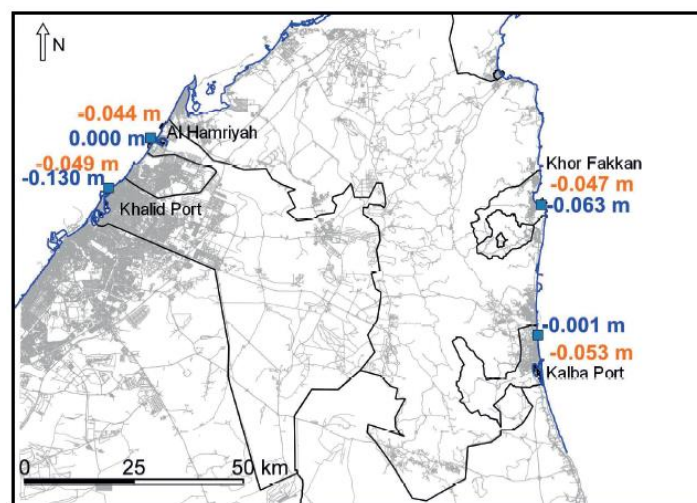 N
-0.044 m
0.000 m
Al Hamriyah
-0.049 m
-0.130 m
Khalid Port
Khor Fakkan
-0.047 m
-0.063 m
-0.001 m
-0.053 m
Kalba Port
0 25 50 km